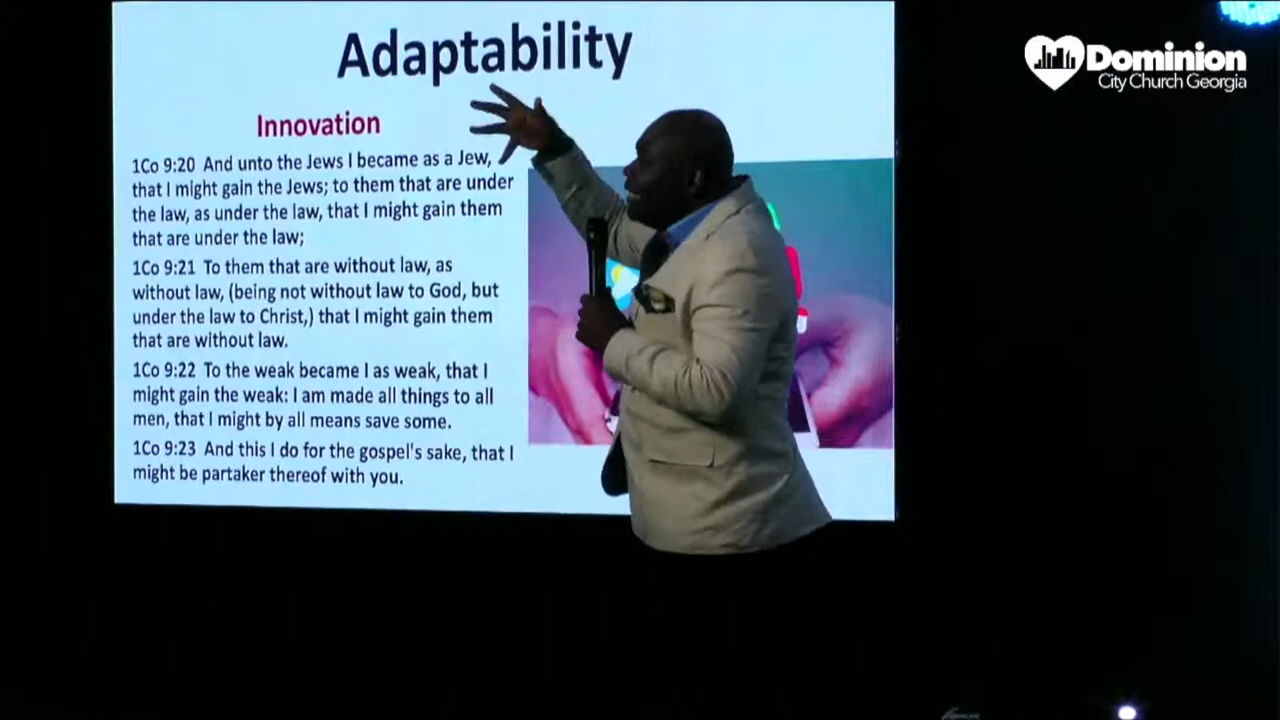 Adaptability
Innovation
1Co 9:20 And unto the Jews I became as a Jew,
that I might gain the Jews; to them that are under
the law, as under the law, that I might gain them
that are under the law;
1Co 9:21 To them that are without law, as
without law, (being not without law to God, but
under the law to Christ,) that I might gain them
that are without law.
1Co 9:22 To the weak became I as weak, that I
might gain the weak: I am made all things to all
men, that I might by all means save some.
1Co 9:23 And this I do for the gospel's sake, that I
might be partaker thereof with you.
Dominion
City Church Georgia